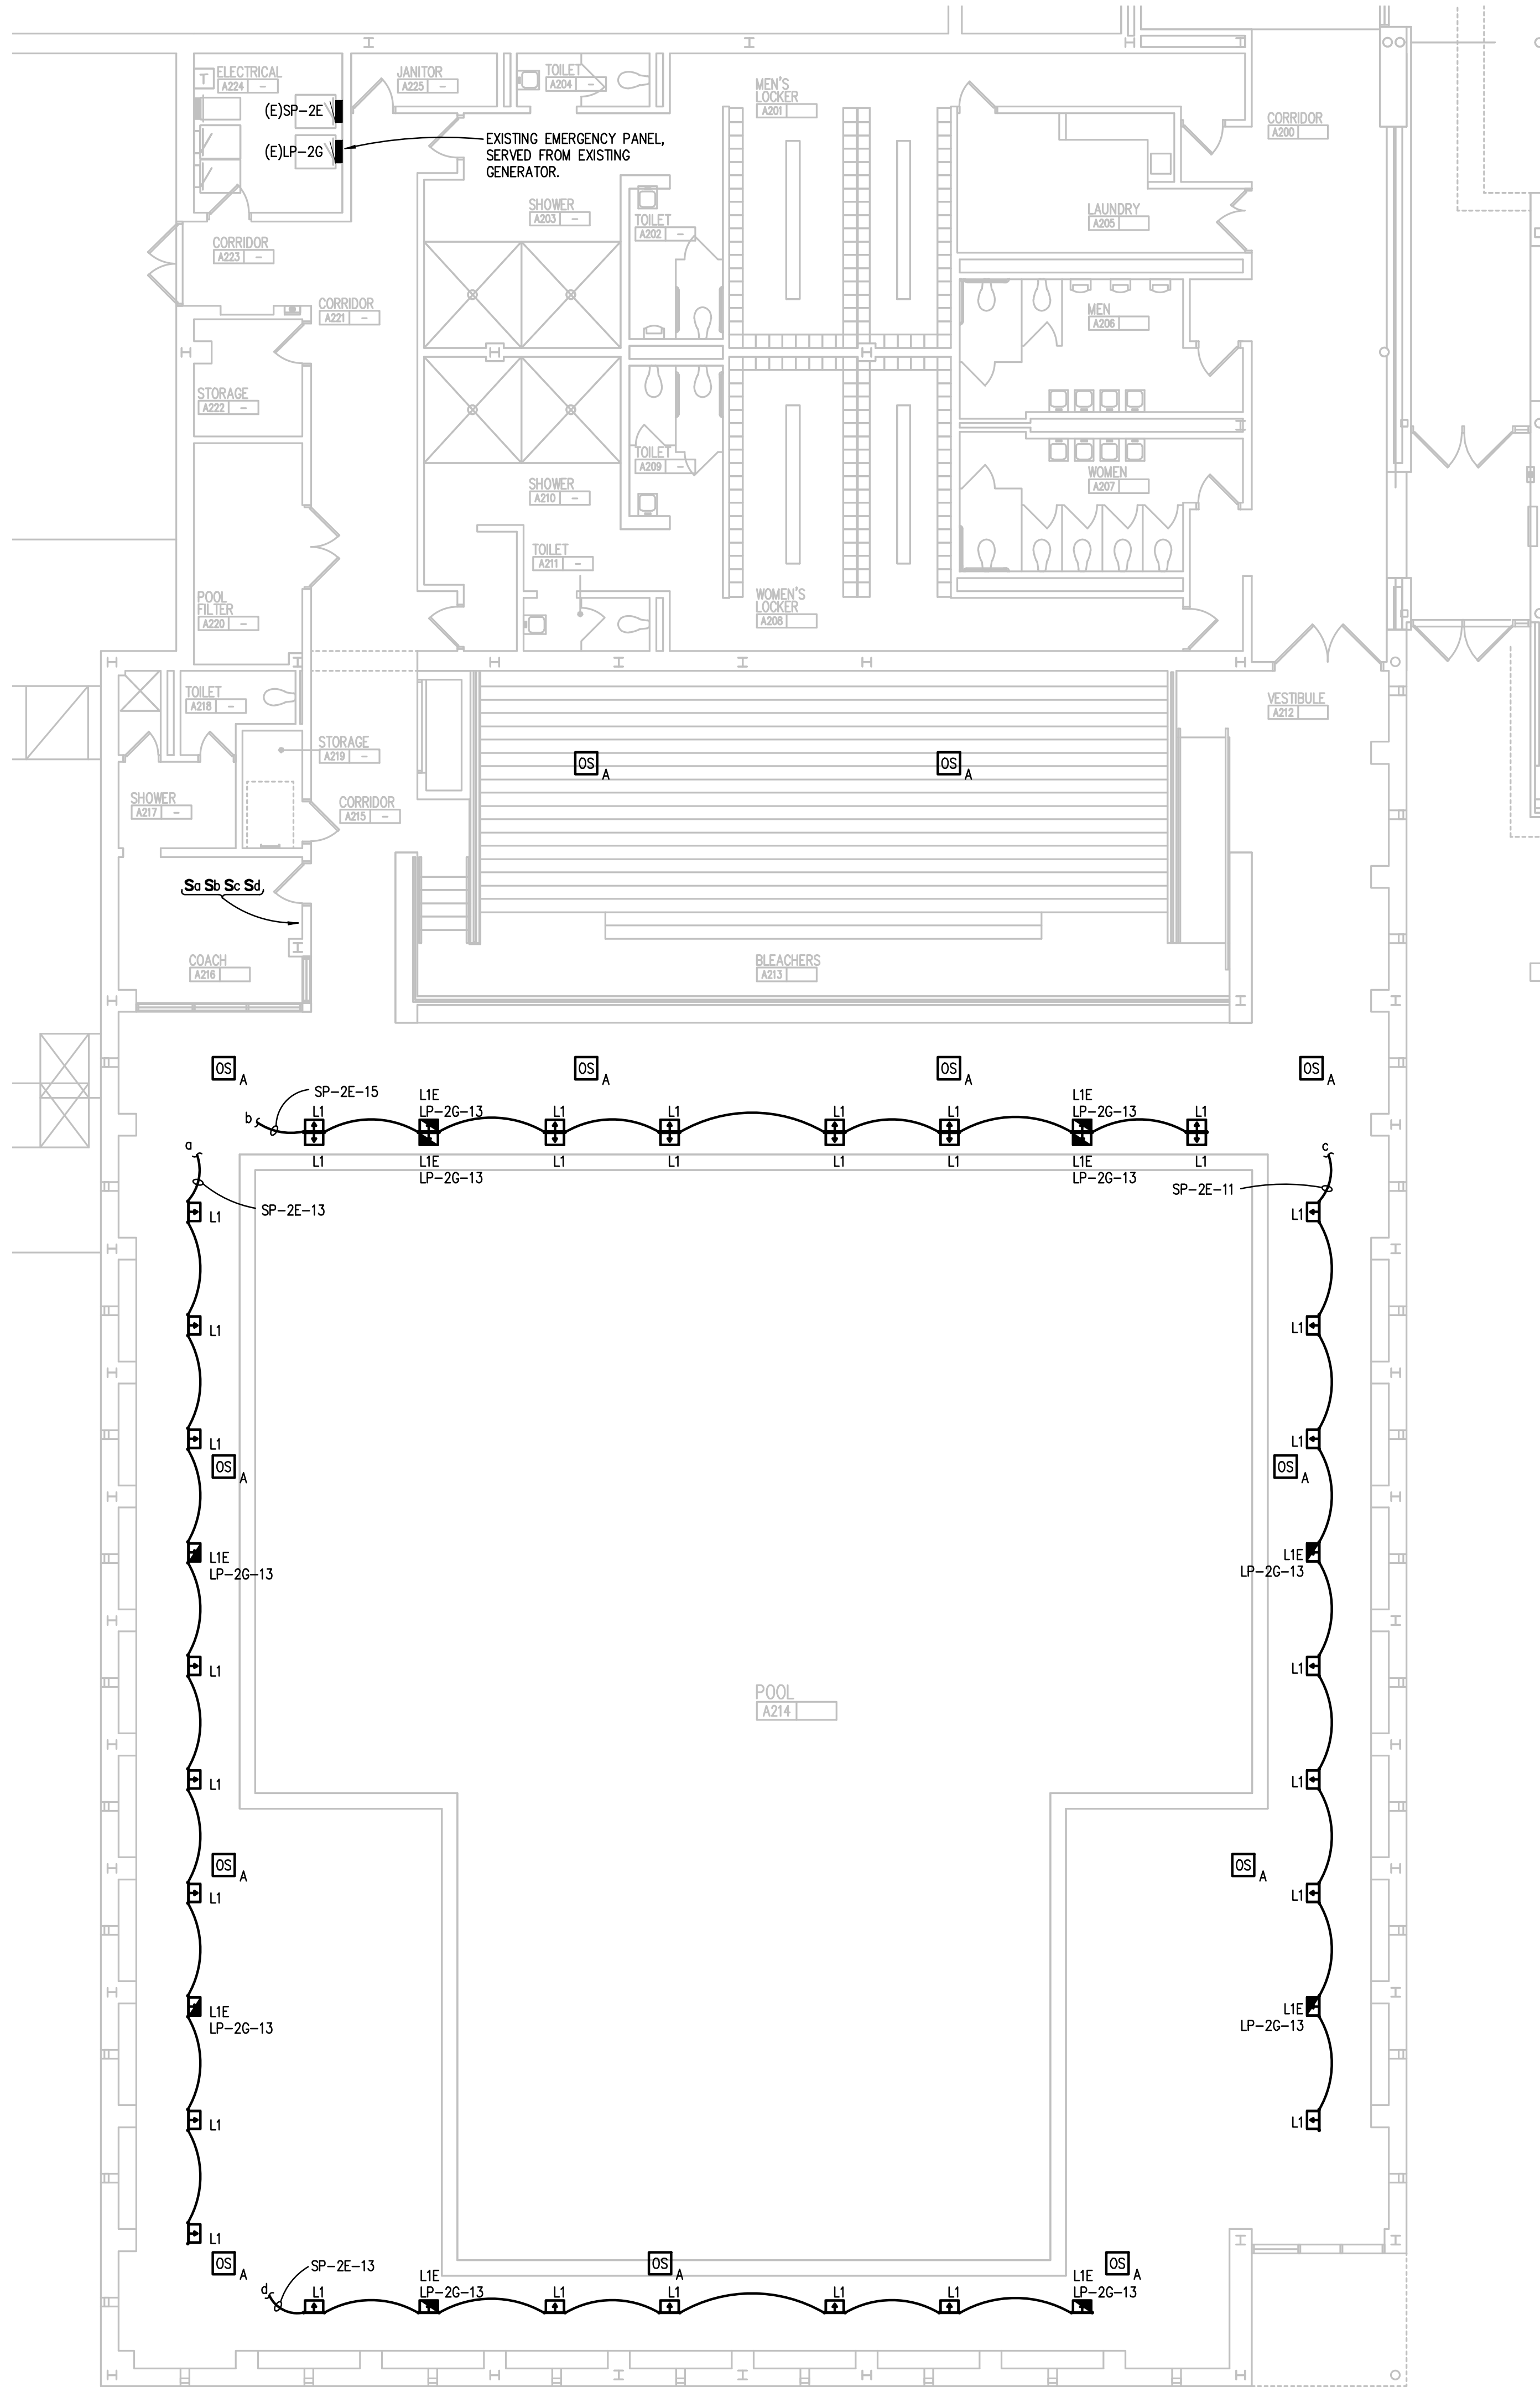 ELECTRICAL
A224 -
T
(E)SP-2E
(E)LP-2G
JANITOR
A225 -
TOILET
A204 -
EXISTING EMERGENCY PANEL,
SERVED FROM EXISTING
GENERATOR.
MEN'S
LOCKER
A201
CORRIDOR
A200
SHOWER
A203 -
TOILET
A202 -
LAUNDRY
A205
CORRIDOR
A223 -
CORRIDOR
A221 -
MEN
A206
STORAGE
A222 -
TOILET
A209 -
WOMEN
A207
SHOWER
A210 -
TOILET
A211 -
POOL
FILTER
A220 -
WOMEN'S
LOCKER
A208
TOILET
A218 -
VESTIBULE
A212
STORAGE
A219 -
OS A
OS A
SHOWER
A217 -
CORRIDOR
A215 -
Sa Sb Sc Sd
COACH
A216
BLEACHERS
A213
OS A
OS A
OS A
OS A
SP-2E-15
b
L1
L1E
LP-2G-13
L1
L1
L1
L1
L1E
LP-2G-13
L1
L1
L1E
LP-2G-13
L1
L1
L1
L1
L1E
LP-2G-13
L1
a
SP-2E-13
c
SP-2E-11
L1
L1
L1
L1
L1
L1
OS A
OS A
L1E
LP-2G-13
L1E
LP-2G-13
L1
L1
POOL
A214
L1
L1
OS A
OS A
L1
L1
L1E
LP-2G-13
L1E
LP-2G-13
L1
L1
L1
OS A
OS A
OS A
d
SP-2E-13
L1
L1E
LP-2G-13
L1
L1
L1
L1
L1E
LP-2G-13